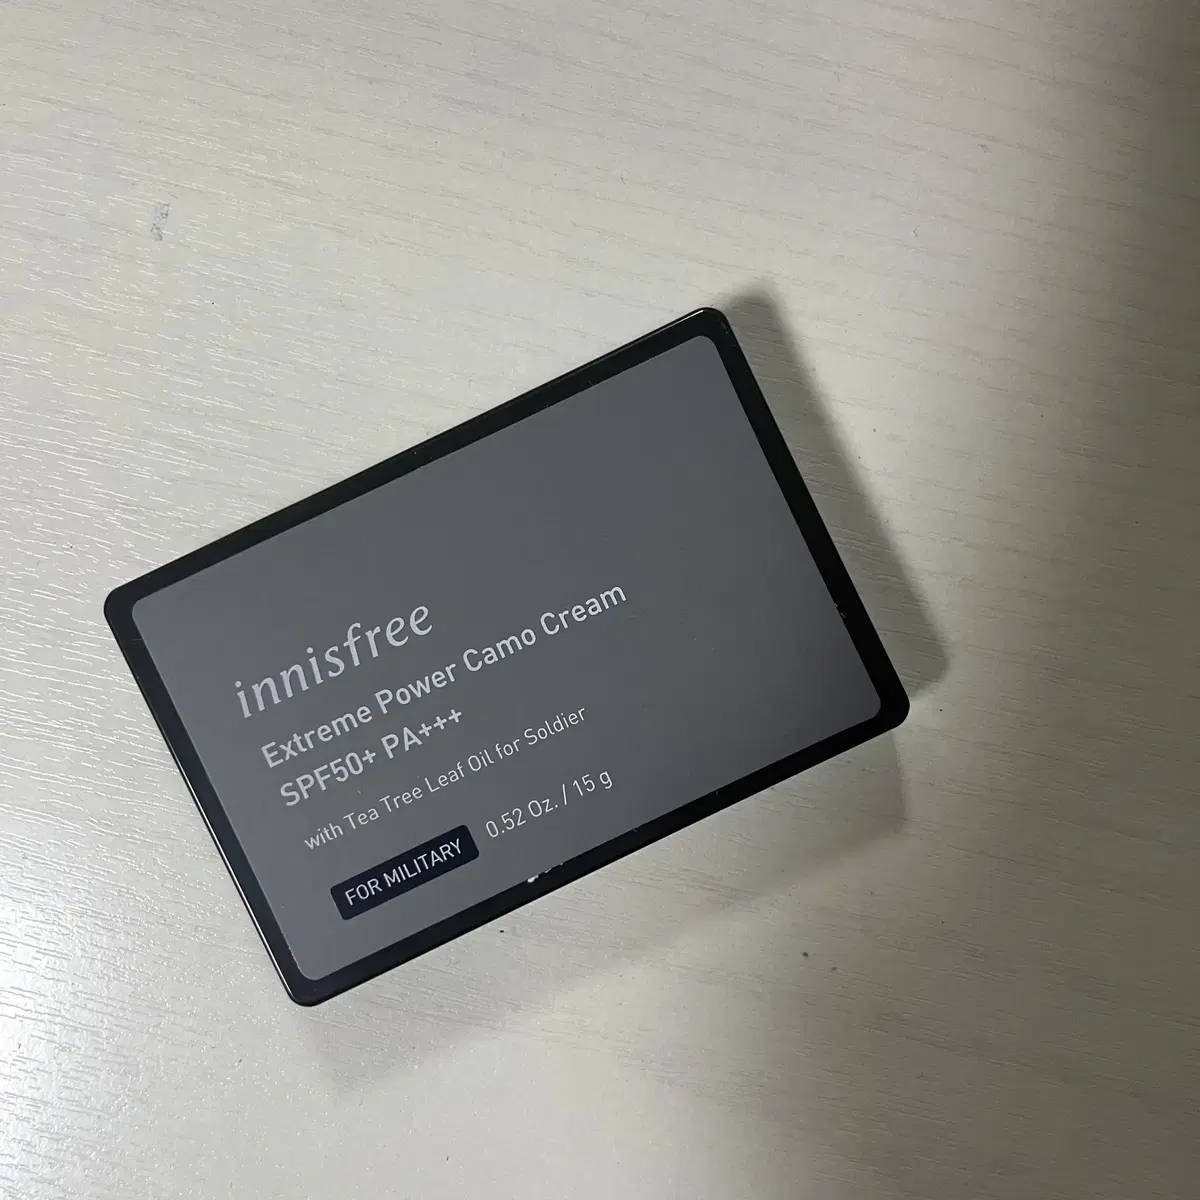 innisfree
Extreme Power Camo Cream
SPF50+ PA+++
with Tea Tree Leaf Oil for Soldier
FOR MILITARY 0.52 Oz. / 15 g